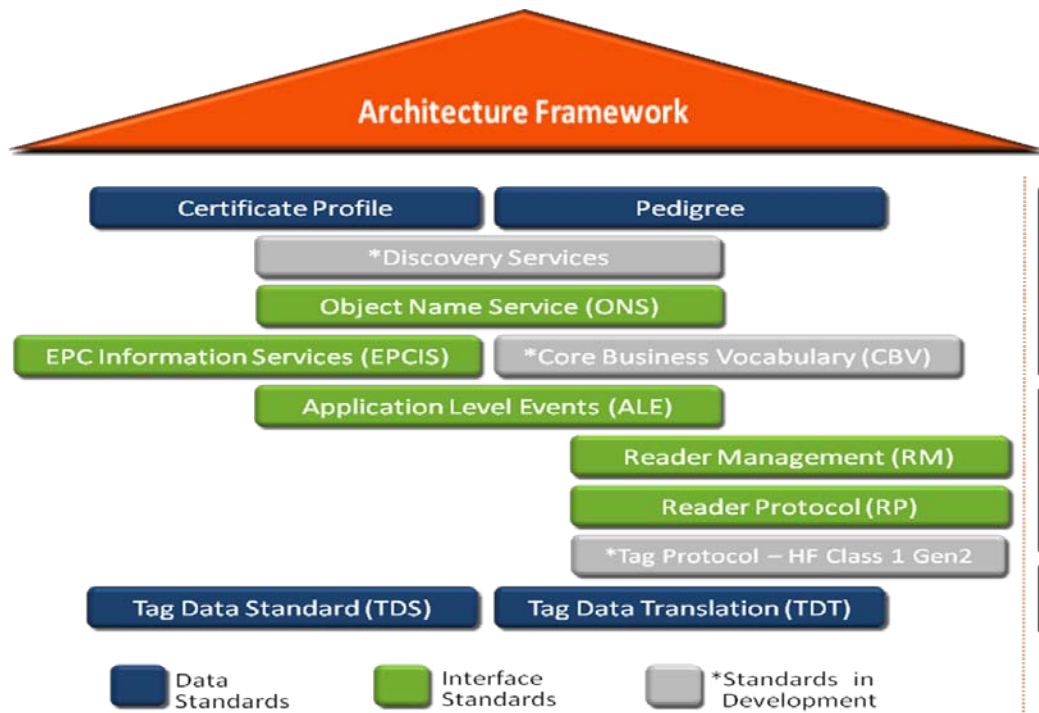 Architecture Framework
Certificate Profile
Pedigree
*Discovery Services
Object Name Service (ONS)
EPC Information Services (EPCIS)
*Core Business Vocabulary (CBV)
Application Level Events (ALE)
Reader Management (RM)
Reader Protocol (RP)
*Tag Protocol – HF Class 1 Gen2
Tag Data Standard (TDS)
Tag Data Translation (TDT)
Data
Standards
Interface
Standards
*Standards in
Development